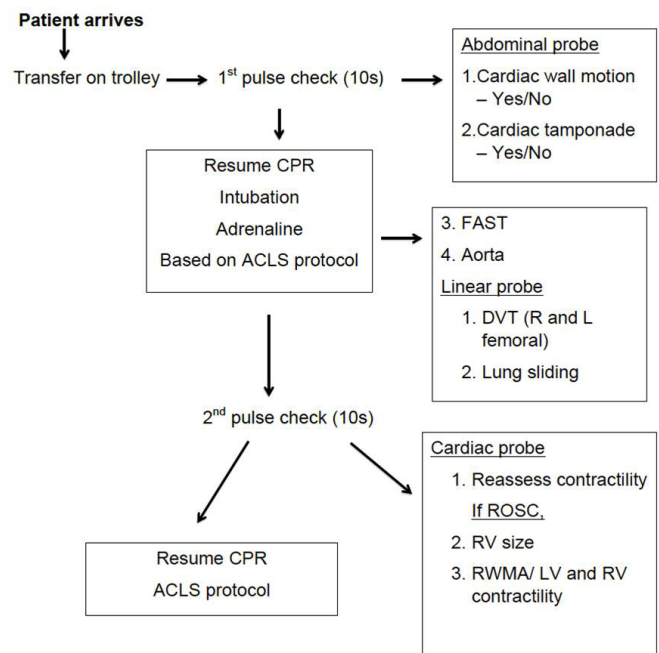 Patient arrives
Transfer on trolley
1st pulse check (10s)
Abdominal probe
1.Cardiac wall motion
– Yes/No
2.Cardiac tamponade
– Yes/No
Resume CPR
Intubation
Adrenaline
Based on ACLS protocol
3. FAST
4. Aorta
Linear probe
1. DVT (R and L
femoral)
2. Lung sliding
2nd pulse check (10s)
Cardiac probe
1. Reassess contractility
If ROSC,
2. RV size
3. RWMA/ LV and RV
contractility
Resume CPR
ACLS protocol